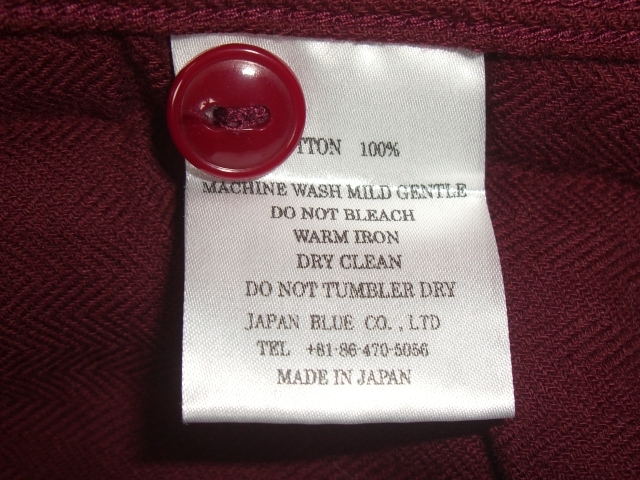 TTON 100%
MACHINE WASH MILD GENTLE
DO NOT BLEACH
WARM IRON
DRY CLEAN
DO NOT TUMBLER DRY
JAPAN BLUE CO.,LTD
TEL +81-86-470-5056
MADE IN JAPAN